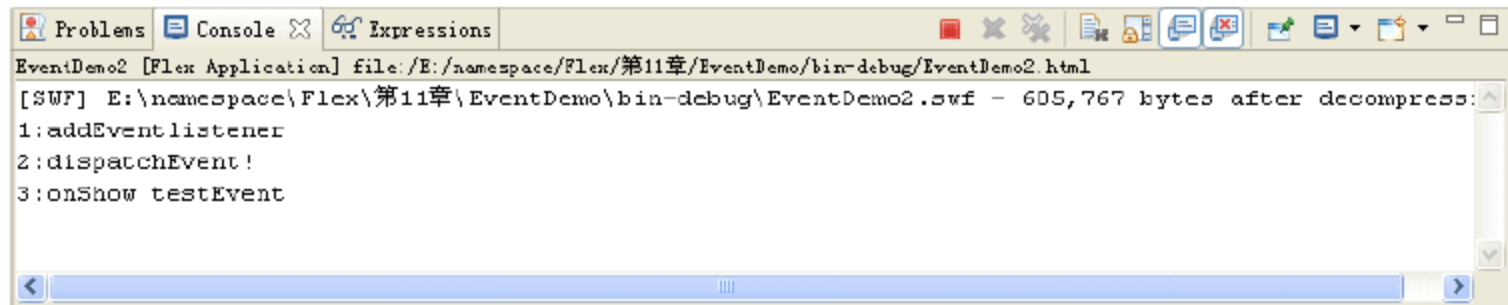 Problems Console Expressions
EventDemo2 [Flex Application] file:/E:/namespace/Flex/第11章/EventDemo/bin-debug/EventDemo2.html
[SWF] E:\namespace\Flex\第11章\EventDemo\bin-debug\EventDemo2.swf - 605,767 bytes after decompress
1:addEventlistener
2:dispatchEvent!
3:onShow testEvent